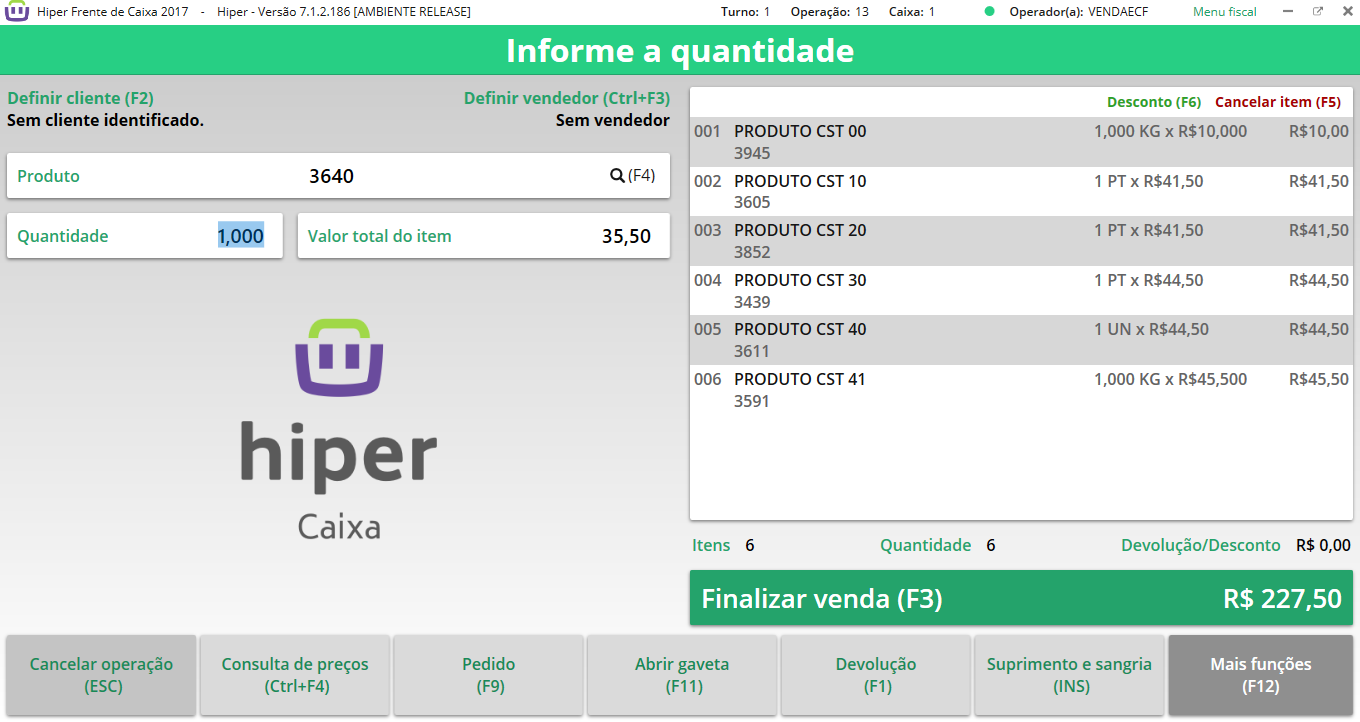 Hiper Frente de Caixa 2017 - Hiper - Versão 7.1.2.186 [AMBIENTE RELEASE] Turno: 1 Operação: 13 Caixa: 1 Operador(a): VENDAECF Menu fiscal
Informe a quantidade
Definir cliente (F2) Definir vendedor (Ctrl+F3)
Sem cliente identificado. Sem vendedor
Produto 3640 (F4)
Quantidade 1,000 Valor total do item 35,50
hiper
Caixa
Desconto (F6) Cancelar item (F5)
001 PRODUTO CST 00 1,000 KG x R$10,000 R$10,00
3945
002 PRODUTO CST 10 1 PT x R$41,50 R$41,50
3605
003 PRODUTO CST 20 1 PT x R$41,50 R$41,50
3852
004 PRODUTO CST 30 1 PT x R$44,50 R$44,50
3439
005 PRODUTO CST 40 1 UN x R$44,50 R$44,50
3611
006 PRODUTO CST 41 1,000 KG x R$45,500 R$45,50
3591
Itens 6 Quantidade 6 Devolução/Desconto R$ 0,00
Finalizar venda (F3) R$ 227,50
Cancelar operação
(ESC)
Consulta de preços
(Ctrl+F4)
Pedido
(F9)
Abrir gaveta
(F11)
Devolução
(F1)
Suprimento e sangria
(INS)
Mais funções
(F12)